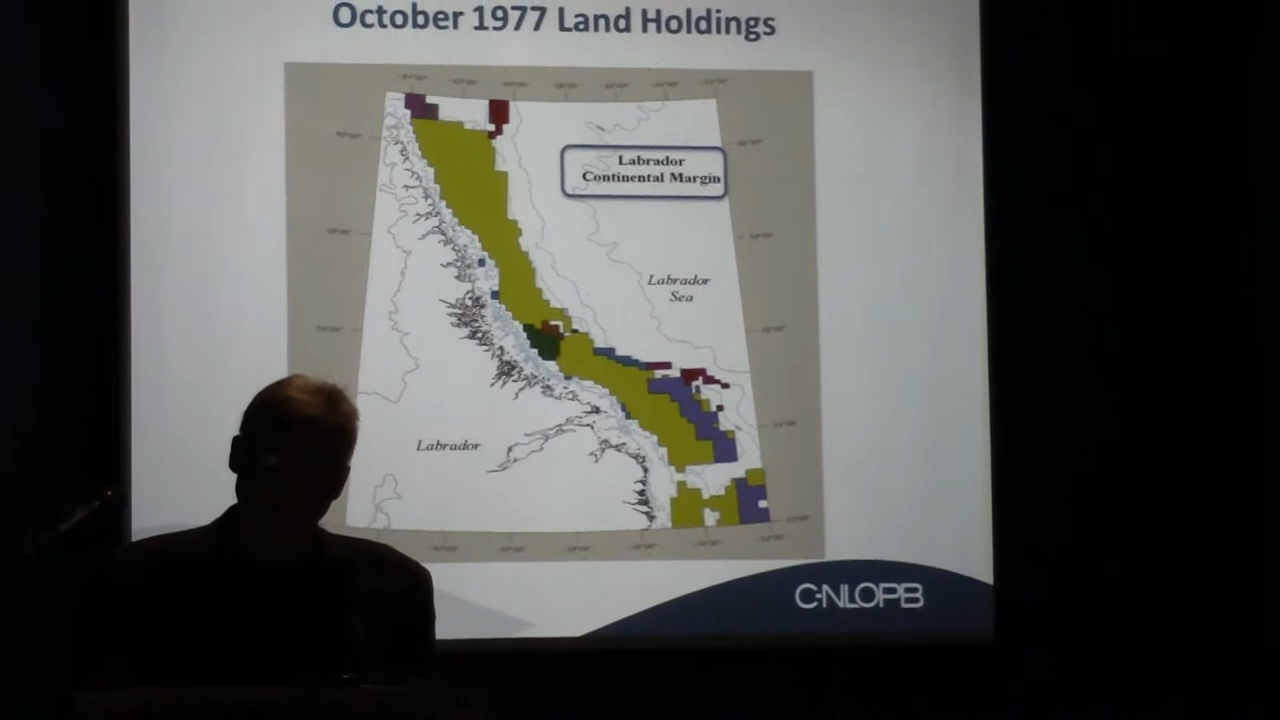 October 1977 Land Holdings
Labrador
Continental Margin
Labrador
Sea
Labrador
C-NLOPB